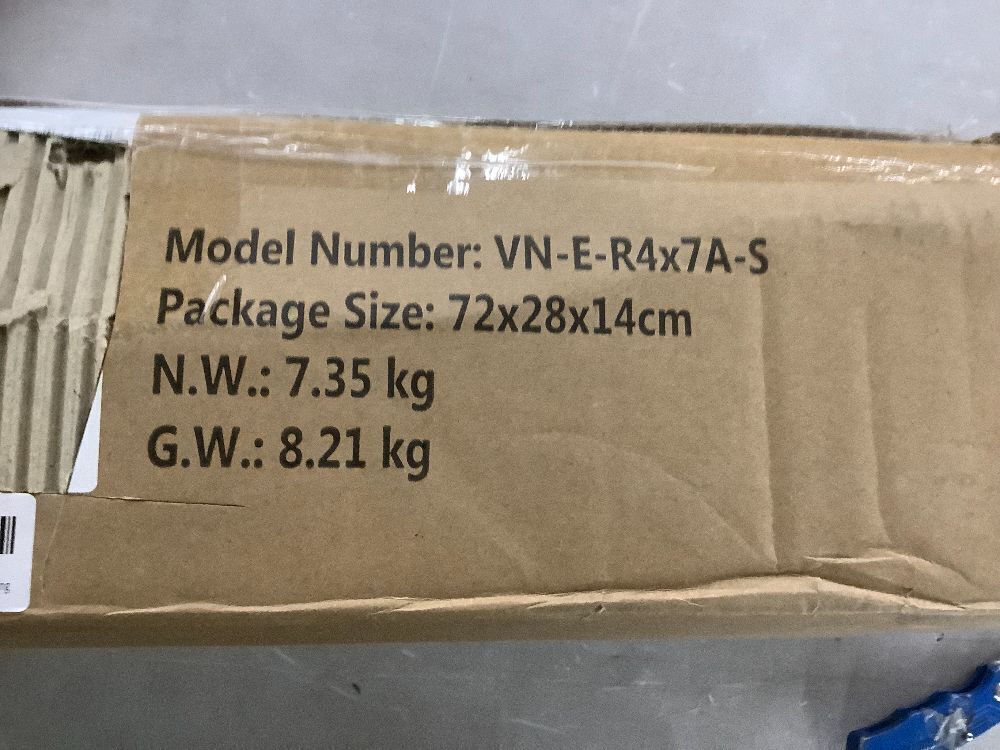 Model Number: VN-E-R4x7A-S
Package Size: 72x28x14cm
N.W.: 7.35 kg
G.W.: 8.21 kg